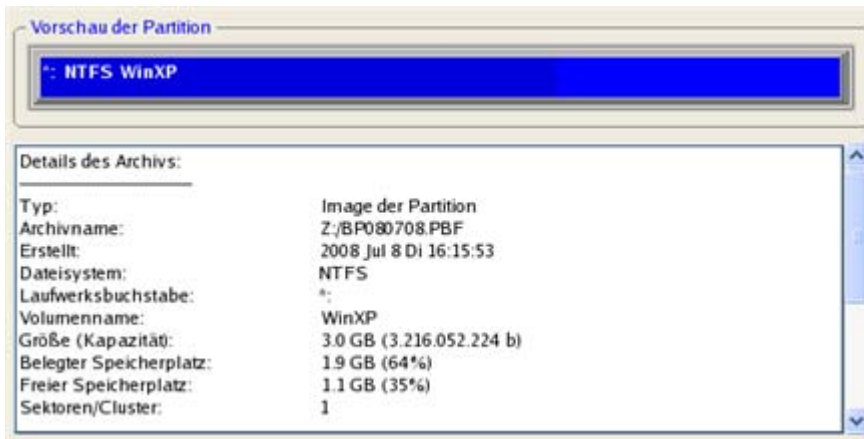 Vorschau der Partition
*: NTFS WinXP
Details des Archivs:
Typ: Image der Partition
Archivname: Z:/BP080708.PBF
Erstellt: 2008 Jul 8 Di 16:15:53
Dateisystem: NTFS
Laufwerksbuchstabe: *:
Volumenname: WinXP
Größe (Kapazität): 3.0 GB (3.216.052.224 b)
Belegter Speicherplatz: 1.9 GB (64%)
Freier Speicherplatz: 1.1 GB (35%)
Sektoren/Cluster: 1